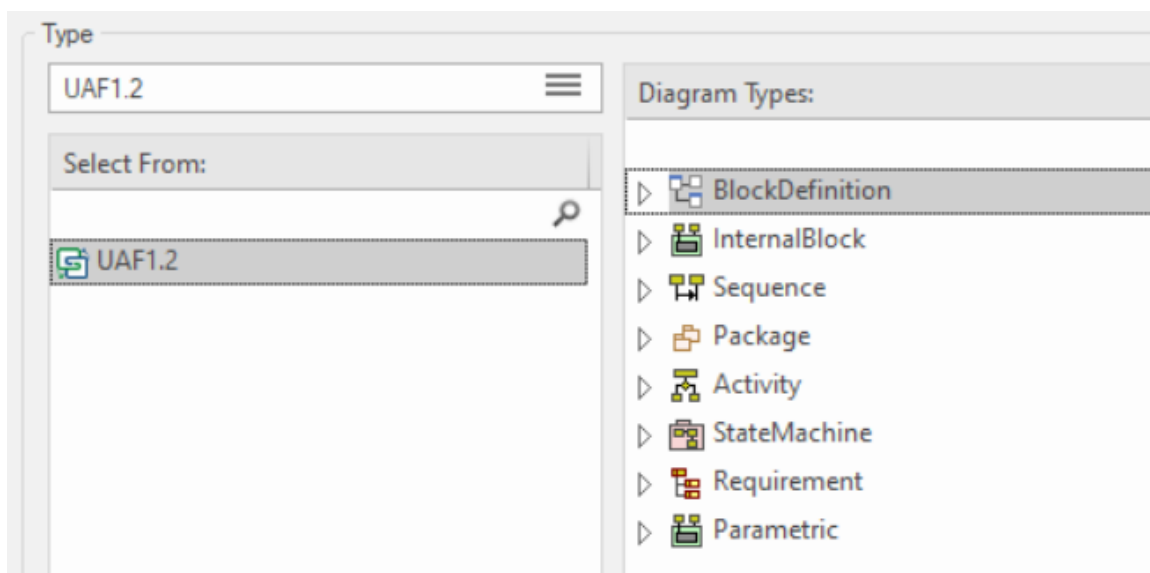 Type
UAF1.2
Select From:
UAF1.2
Diagram Types:
BlockDefinition
InternalBlock
Sequence
Package
Activity
StateMachine
Requirement
Parametric